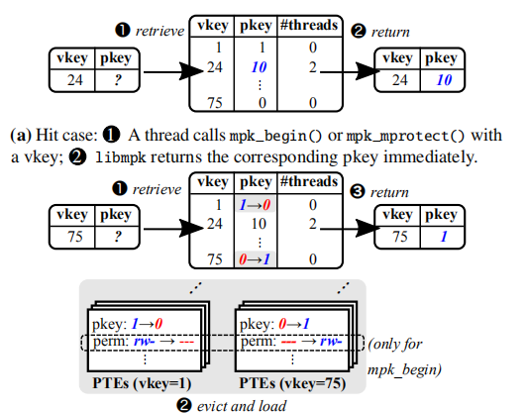 ❶ retrieve
vkey pkey #threads
❷ return
vkey pkey
24 ?
1 1 0
24 10 2
⋮
75 0 0
vkey pkey
24 10
(a) Hit case: ❶ A thread calls mpk_begin() or mpk_mprotect() with
a vkey; ❷ libmpk returns the corresponding pkey immediately.
❶ retrieve
vkey pkey #threads
❸ return
vkey pkey
75 ?
1 1→0 0
24 10 2
⋮
75 0→1 0
vkey pkey
75 1
pkey: 1→0
perm: rw- → ---
⋮
PTEs (vkey=1)
pkey: 0→1
perm: --- → rw-
⋮
PTEs (vkey=75)
(only for
mpk_begin)
❷ evict and load